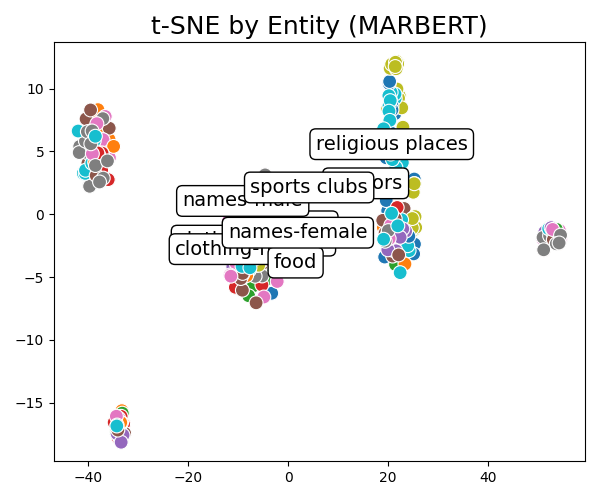 t-SNE by Entity (MARBERT)
religious places
sports clubs
names-male
names-female
food
10
5
0
−5
−10
−15
−40
−20
0
20
40